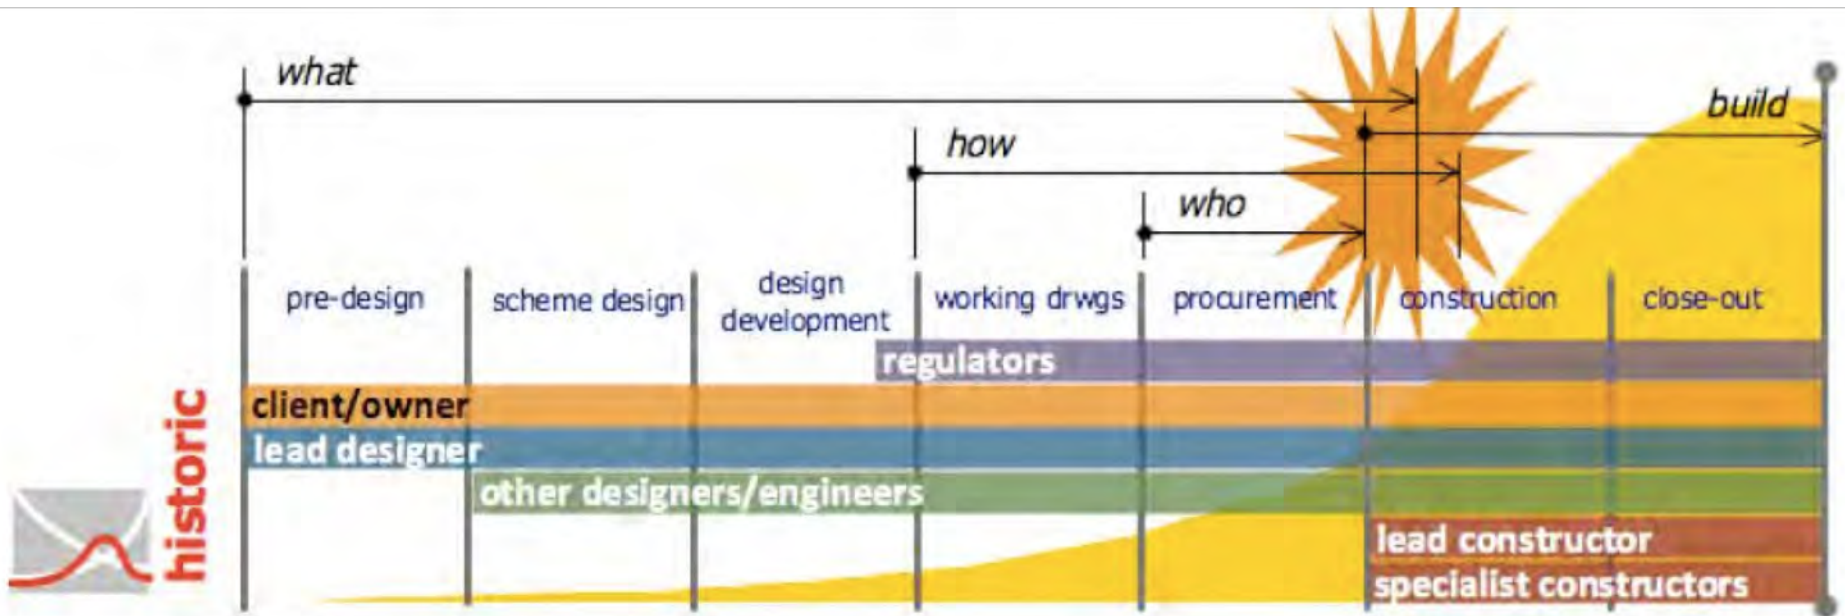 what
build
how
who
pre-design
scheme design
design
development
working drwgs
procurement
construction
close-out
regulators
client/owner
lead designer
other designers/engineers
lead constructor
specialist constructors
historic